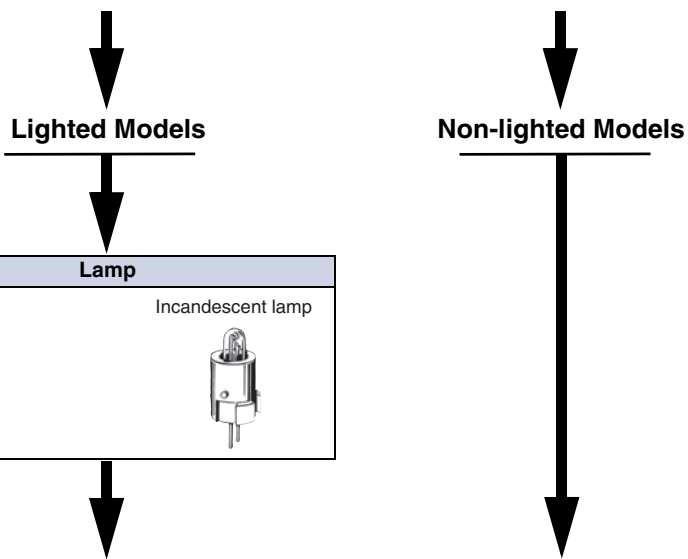 Lighted Models
Non-lighted Models
Lamp
Incandescent lamp